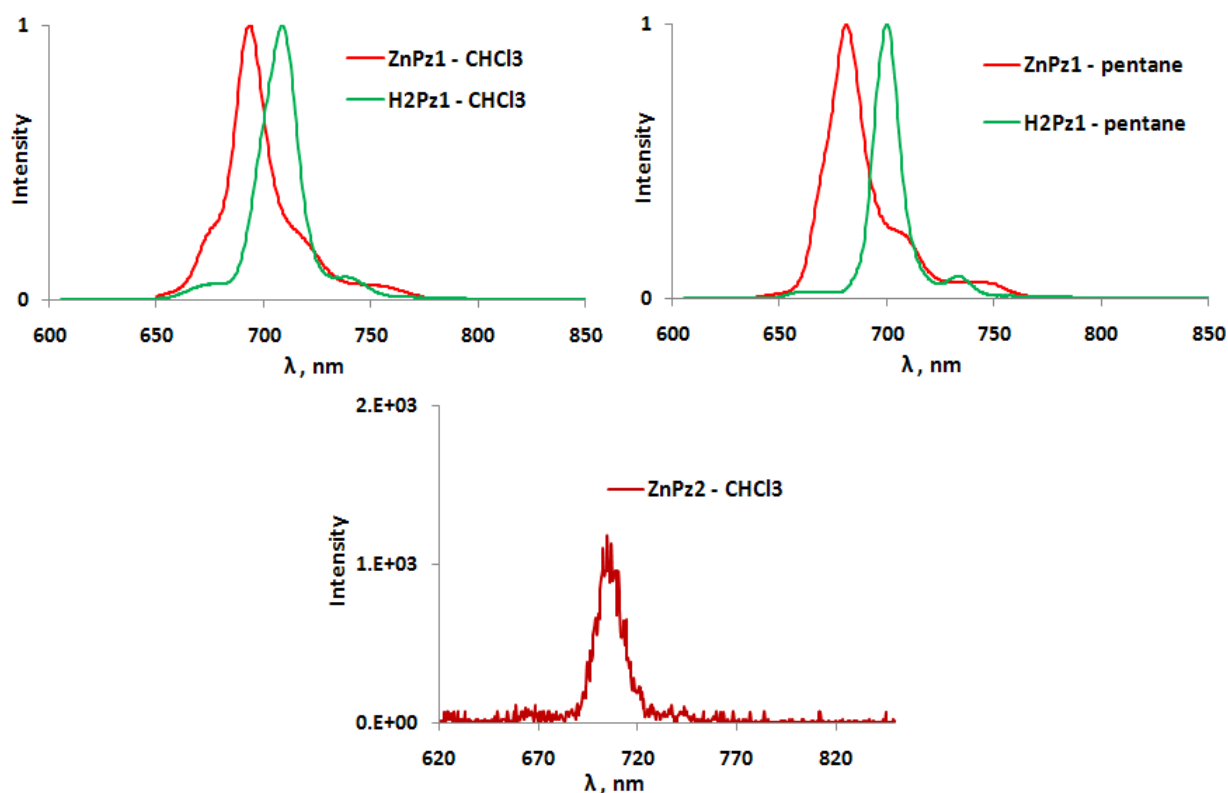 1
Intensity
0
ZnPz1 - CHCl3
H2Pz1 - CHCl3
600 650 700 750 800 850
λ , nm
1
Intensity
0
ZnPz1 - pentane
H2Pz1 - pentane
600 650 700 750 800 850
λ , nm
2.E+03
1.E+03
0.E+00
Intensity
ZnPz2 - CHCl3
620 670 720 770 820
λ , nm